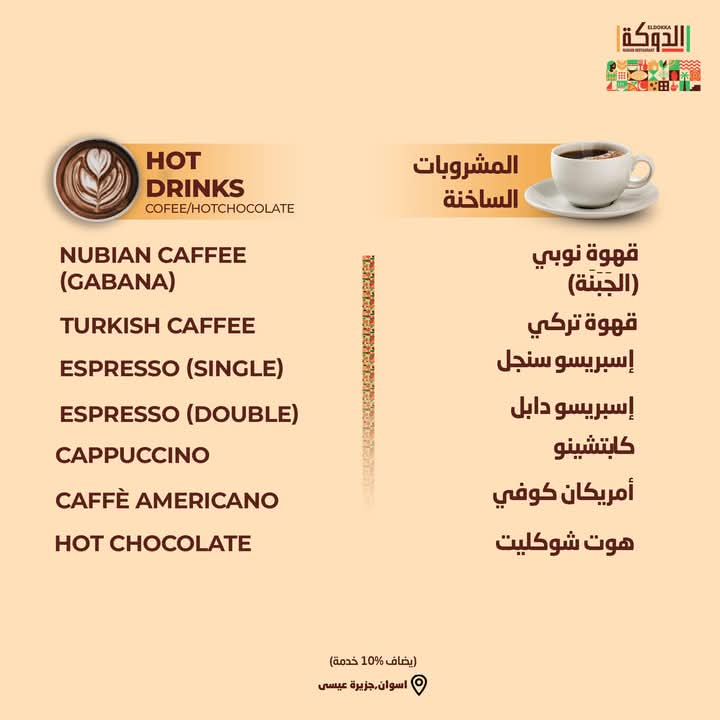 ELDOKKA
الدوكة
NUBIAN RESTAURANT
HOT
DRINKS
COFEE/HOTCHOCOLATE
المشروبات
الساخنة
NUBIAN CAFFEE
(GABANA)
قهوة نوبي
(الجَبَنَة)
TURKISH CAFFEE
قهوة تركي
ESPRESSO (SINGLE)
إسبريسو سنجل
ESPRESSO (DOUBLE)
إسبريسو دابل
CAPPUCCINO
كابتشينو
CAFFÈ AMERICANO
أمريكان كوفي
HOT CHOCOLATE
هوت شوكليت
(يضاف 10% خدمة)
اسوان,جزيرة عيسى